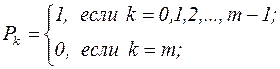 P_k = { 1, если k = 0,1,2,..., m − 1;
0, если k = m;